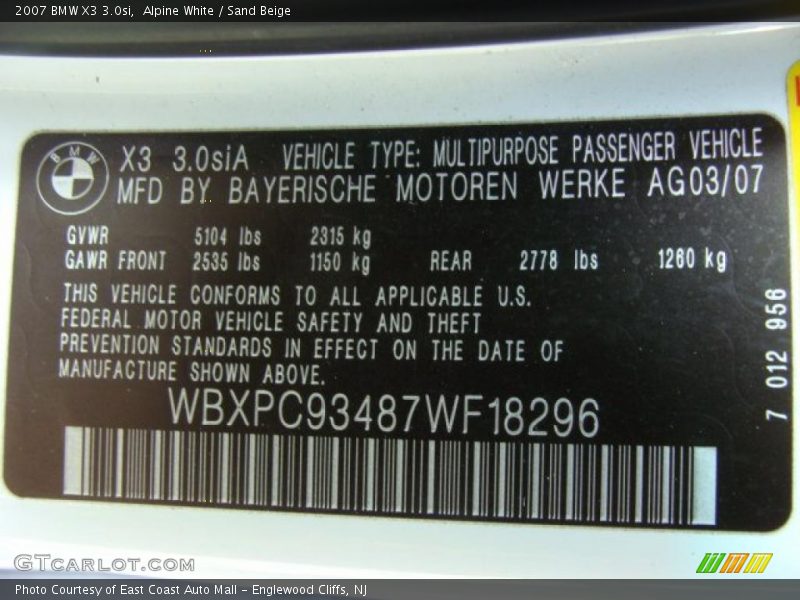 2007 BMW X3 3.0si, Alpine White / Sand Beige
BMW
X3 3.0siA VEHICLE TYPE: MULTIPURPOSE PASSENGER VEHICLE
MFD BY BAYERISCHE MOTOREN WERKE AG03/07
GVWR 5104 lbs 2315 kg
GAWR FRONT 2535 lbs 1150 kg REAR 2778 lbs 1260 kg
THIS VEHICLE CONFORMS TO ALL APPLICABLE U.S.
FEDERAL MOTOR VEHICLE SAFETY AND THEFT
PREVENTION STANDARDS IN EFFECT ON THE DATE OF
MANUFACTURE SHOWN ABOVE.
WBXPC93487WF18296
7 012 956
GTCARLOT.COM
Photo Courtesy of East Coast Auto Mall - Englewood Cliffs, NJ